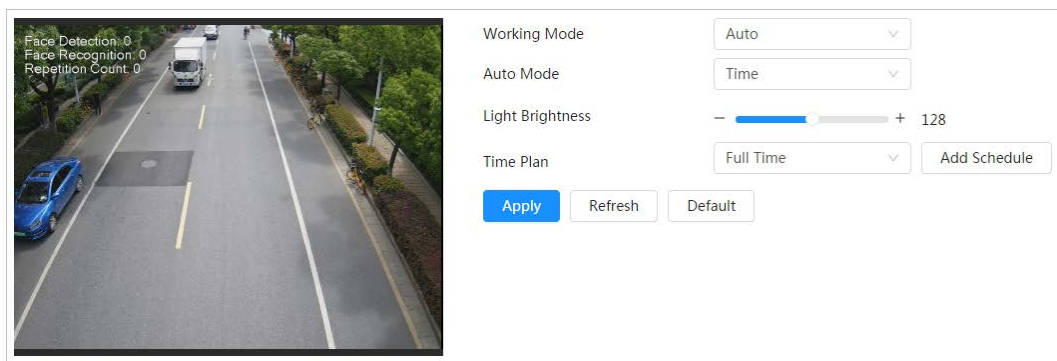 Face Detection: 0
Face Recognition: 0
Repetition Count: 0
Working Mode Auto
Auto Mode Time
Light Brightness − + 128
Time Plan Full Time Add Schedule
Apply Refresh Default